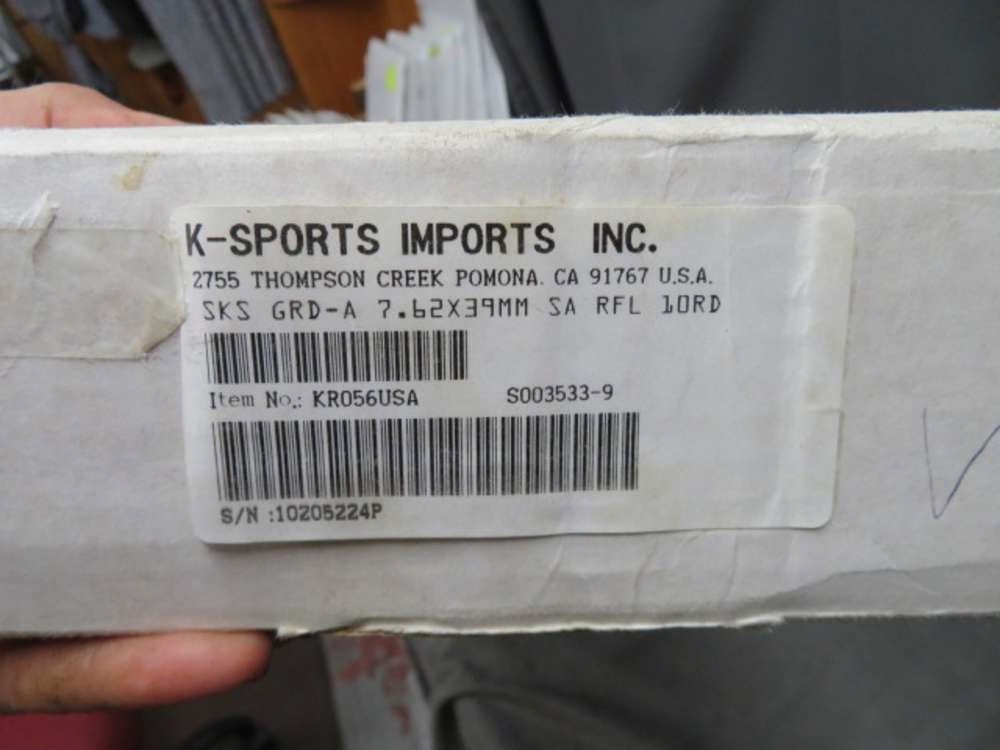 K-SPORTS IMPORTS INC.
2755 THOMPSON CREEK POMONA. CA 91767 U.S.A.
SKS GRD-A 7.62X39MM SA RFL 10RD
Item No.: KR056USA S003533-9
S/N :10205224P